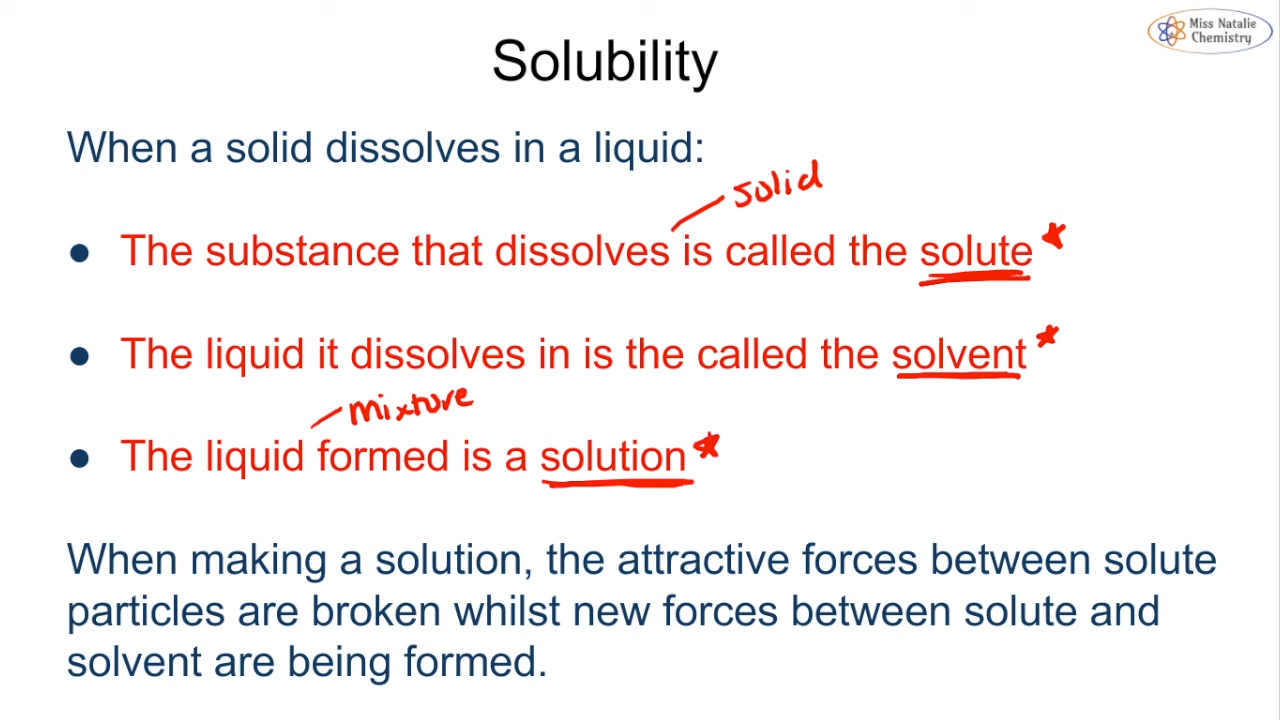 Miss Natalie
Chemistry
Solubility
When a solid dissolves in a liquid:
solid
● The substance that dissolves is called the solute
● The liquid it dissolves in is the called the solvent
mixture
● The liquid formed is a solution
When making a solution, the attractive forces between solute
particles are broken whilst new forces between solute and
solvent are being formed.